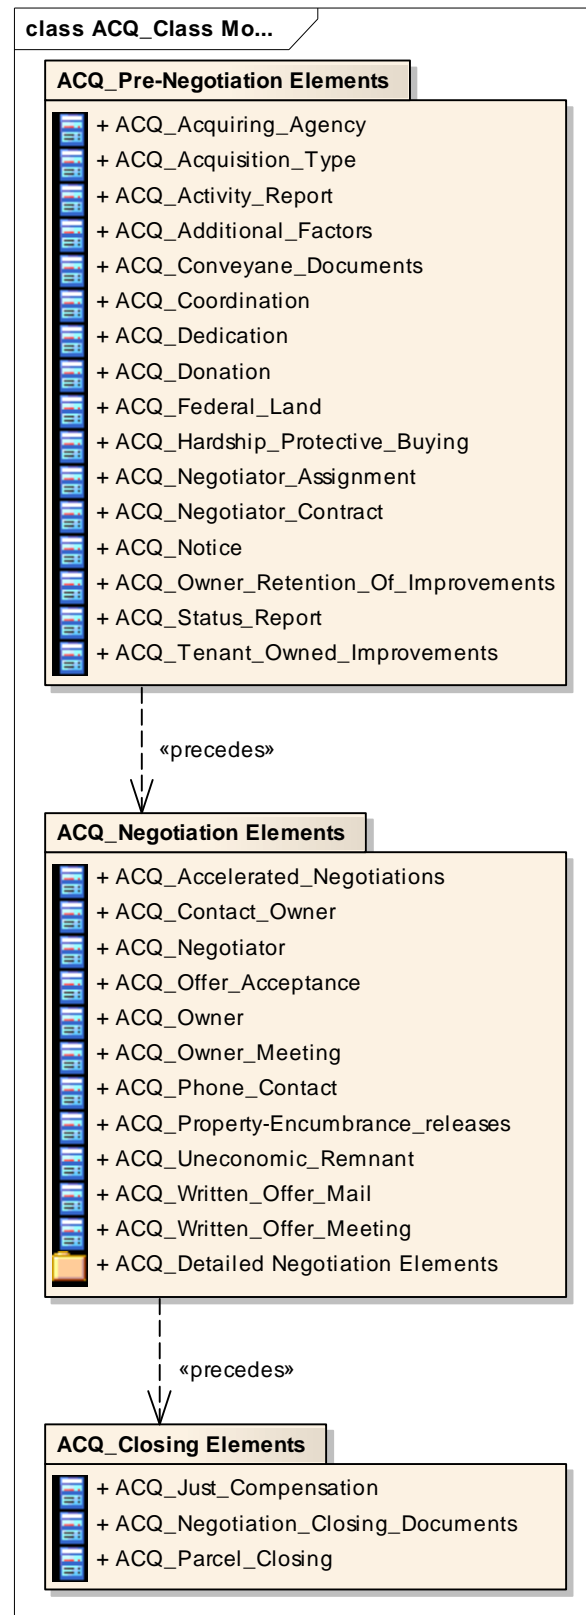 class ACQ_Class Mo...
ACQ_Pre-Negotiation Elements
+ ACQ_Acquiring_Agency
+ ACQ_Acquisition_Type
+ ACQ_Activity_Report
+ ACQ_Additional_Factors
+ ACQ_Conveyane_Documents
+ ACQ_Coordination
+ ACQ_Dedication
+ ACQ_Donation
+ ACQ_Federal_Land
+ ACQ_Hardship_Protective_Buying
+ ACQ_Negotiator_Assignment
+ ACQ_Negotiator_Contract
+ ACQ_Notice
+ ACQ_Owner_Retention_Of_Improvements
+ ACQ_Status_Report
+ ACQ_Tenant_Owned_Improvements
«precedes»
ACQ_Negotiation Elements
+ ACQ_Accelerated_Negotiations
+ ACQ_Contact_Owner
+ ACQ_Negotiator
+ ACQ_Offer_Acceptance
+ ACQ_Owner
+ ACQ_Owner_Meeting
+ ACQ_Phone_Contact
+ ACQ_Property-Encumbrance_releases
+ ACQ_Uneconomic_Remnant
+ ACQ_Written_Offer_Mail
+ ACQ_Written_Offer_Meeting
+ ACQ_Detailed Negotiation Elements
«precedes»
ACQ_Closing Elements
+ ACQ_Just_Compensation
+ ACQ_Negotiation_Closing_Documents
+ ACQ_Parcel_Closing